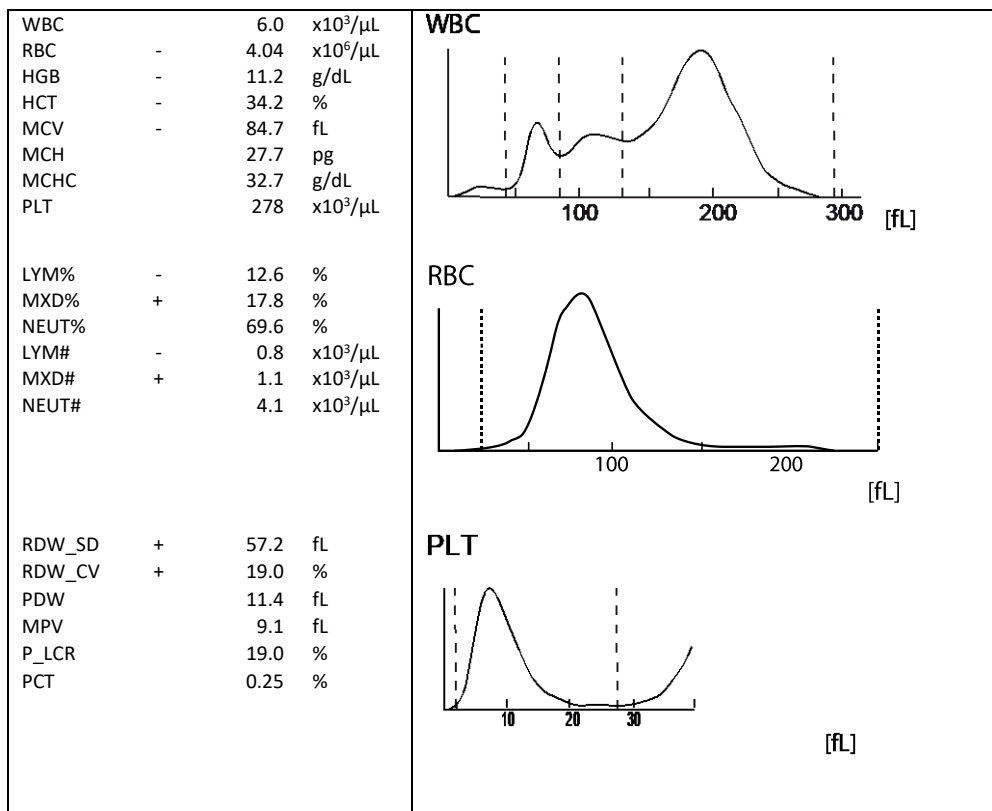 WBC 6.0 x10³/µL
RBC - 4.04 x10⁶/µL
HGB - 11.2 g/dL
HCT - 34.2 %
MCV - 84.7 fL
MCH 27.7 pg
MCHC 32.7 g/dL
PLT 278 x10³/µL
LYM% - 12.6 %
MXD% + 17.8 %
NEUT% 69.6 %
LYM# - 0.8 x10³/µL
MXD# + 1.1 x10³/µL
NEUT# 4.1 x10³/µL
RDW_SD + 57.2 fL
RDW_CV + 19.0 %
PDW 11.4 fL
MPV 9.1 fL
P_LCR 19.0 %
PCT 0.25 %
WBC
100 200 300 [fL]
RBC
100 200
[fL]
PLT
10 20 30
[fL]